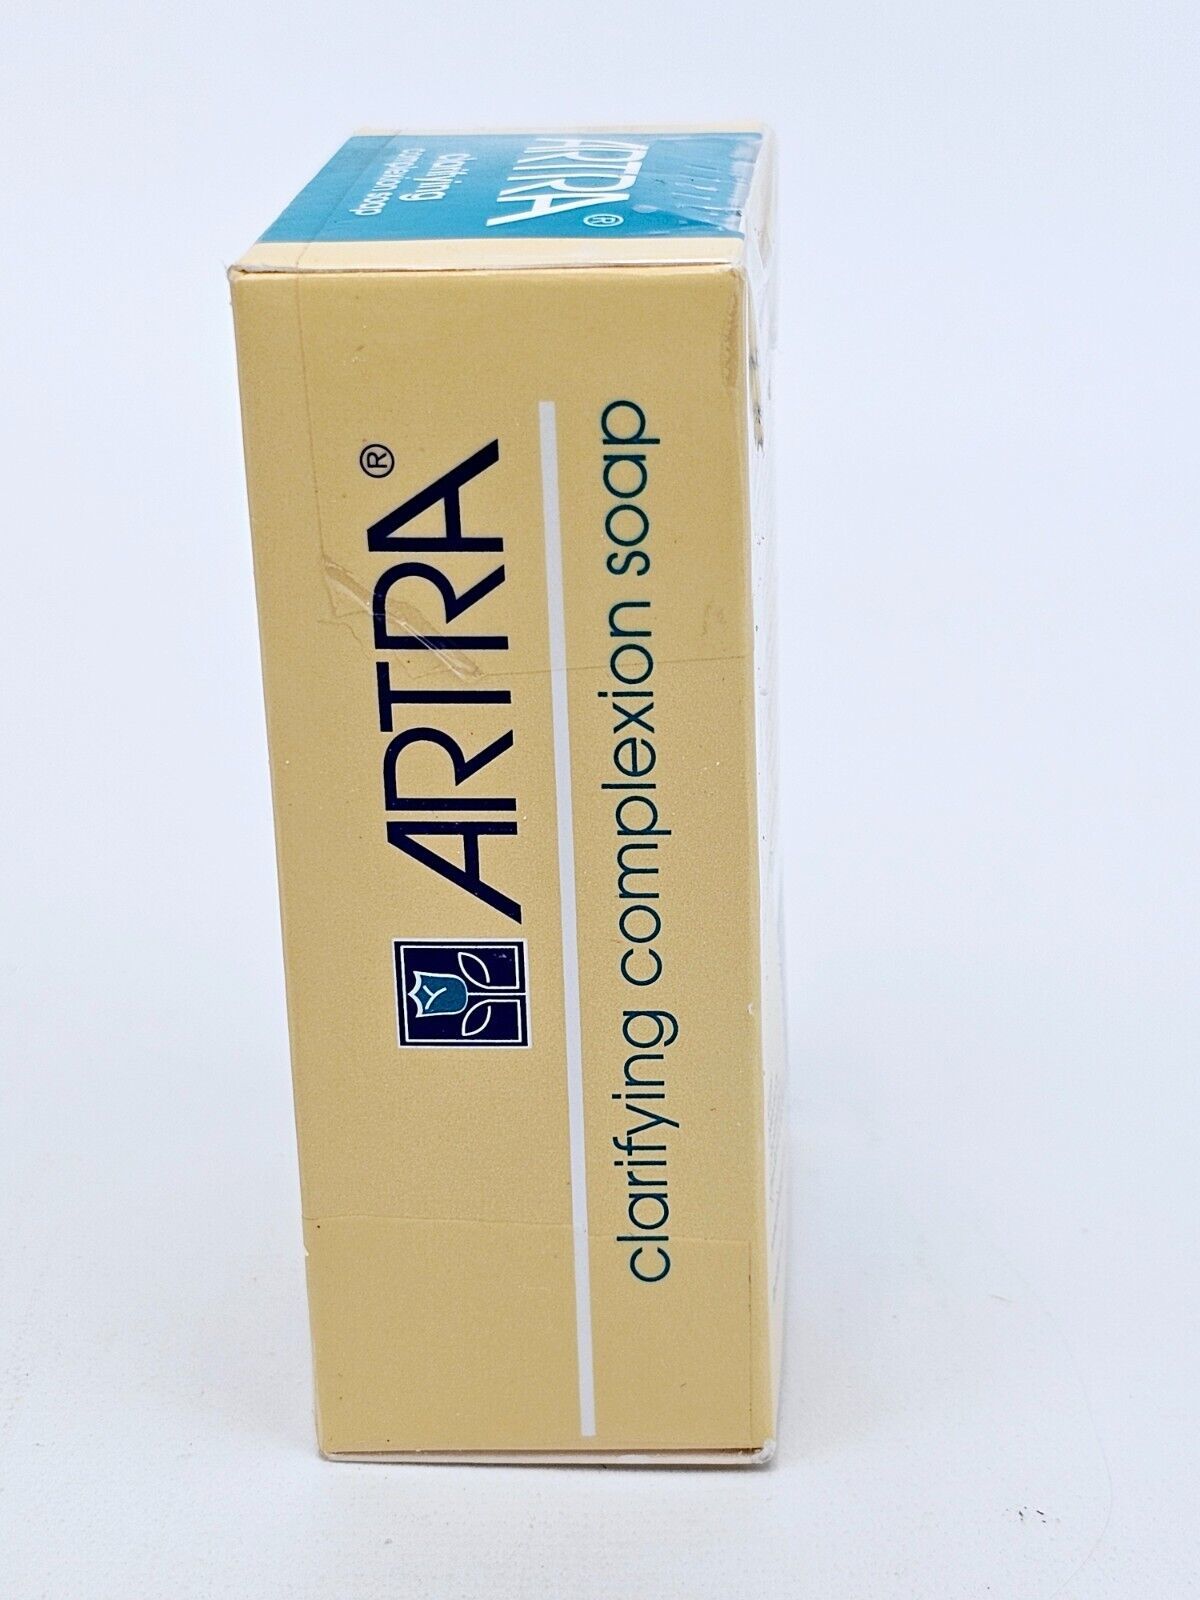 ARTRA®
clarifying
complexion soap
ARTRA®
clarifying complexion soap